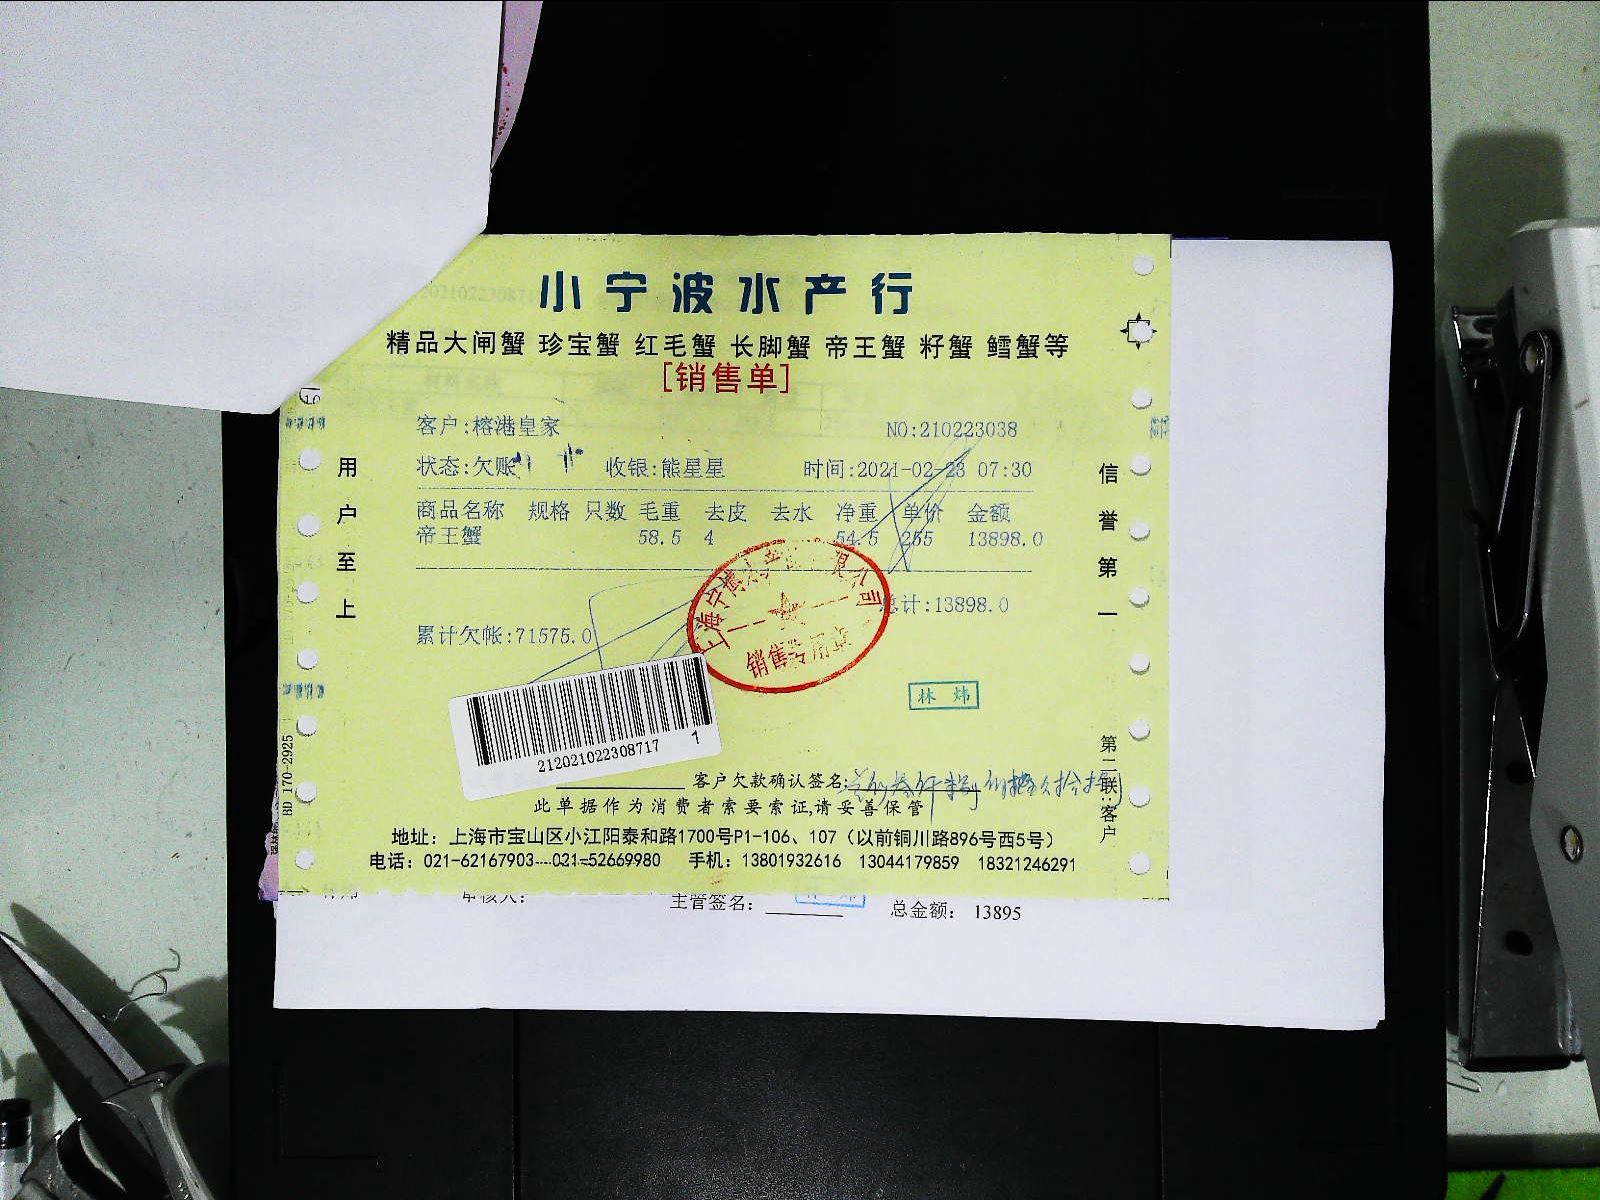 小宁波水产行
精品大闸蟹 珍宝蟹 红毛蟹 长脚蟹 帝王蟹 籽蟹 鳕蟹等
[销售单]
客户:榕港皇家 NO:210223038
状态:欠账 收银:熊星星 时间:2021-02-23 07:30
商品名称 规格 只数 毛重 去皮 去水 净重 单价 金额
帝王蟹 58.5 4 54.5 255 13898.0
总计:13898.0
累计欠帐:71575.0
用户至上
信誉第一
销售专用章
林炜
212021022308717 1
BD 170-2925
第二联:客户
客户欠款确认签名:
此单据作为消费者索要索证,请妥善保管
地址：上海市宝山区小江阳泰和路1700号P1-106、107（以前铜川路896号西5号）
电话：021-62167903----021-52669980 手机：13801932616 13044179859 18321246291
审核人： 主管签名： 总金额： 13895